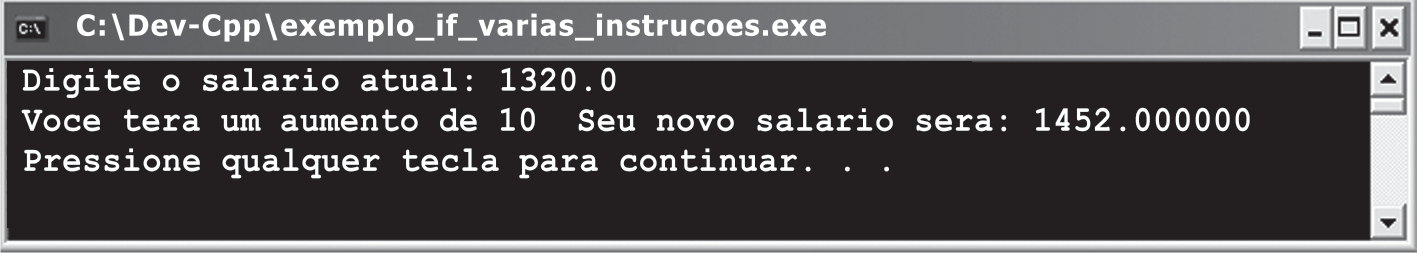 C:\Dev-Cpp\exemplo_if_varias_instrucoes.exe
Digite o salario atual: 1320.0
Voce tera um aumento de 10  Seu novo salario sera: 1452.000000
Pressione qualquer tecla para continuar. . .